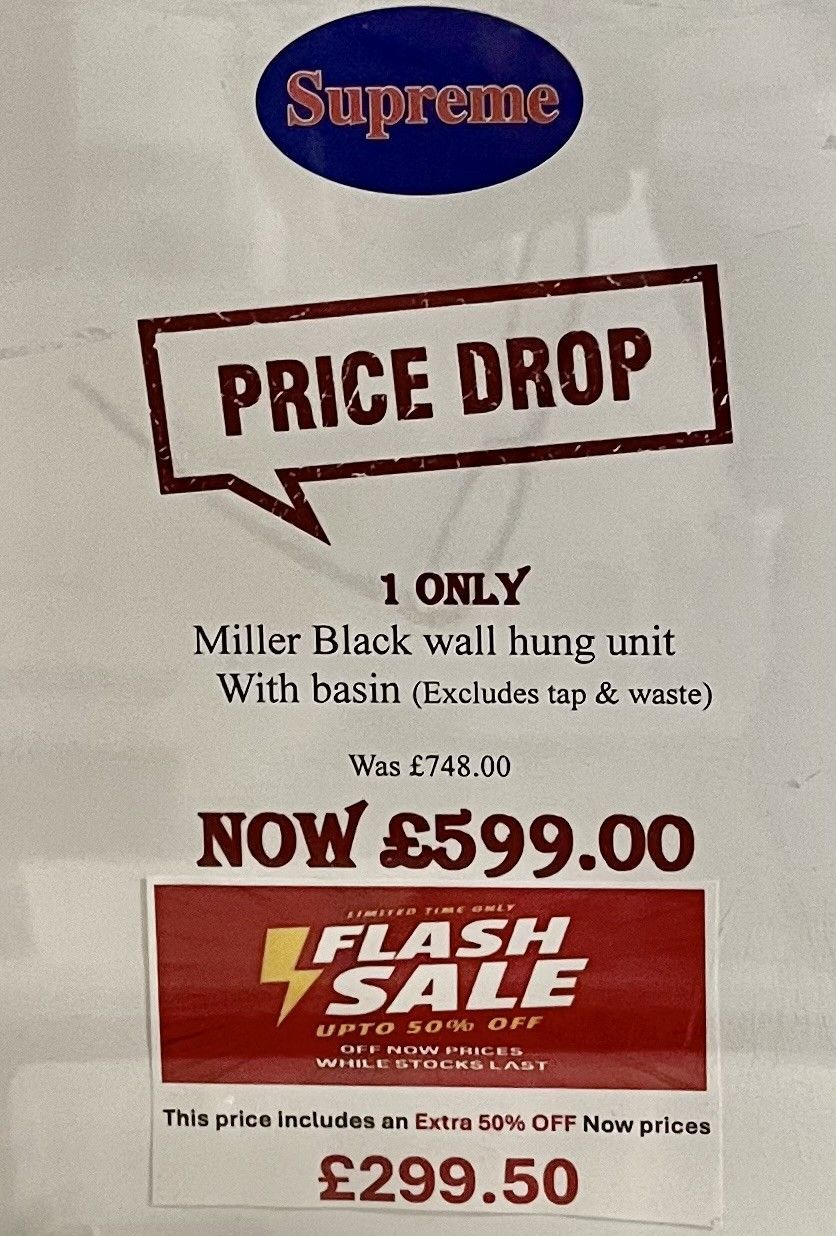 Supreme
PRICE DROP
1 ONLY
Miller Black wall hung unit
With basin (Excludes tap & waste)
Was £748.00
NOW £599.00
LIMITED TIME ONLY
FLASH
SALE
UPTO 50% OFF
OFF NOW PRICES
WHILE STOCKS LAST
This price Includes an Extra 50% OFF Now prices
£299.50